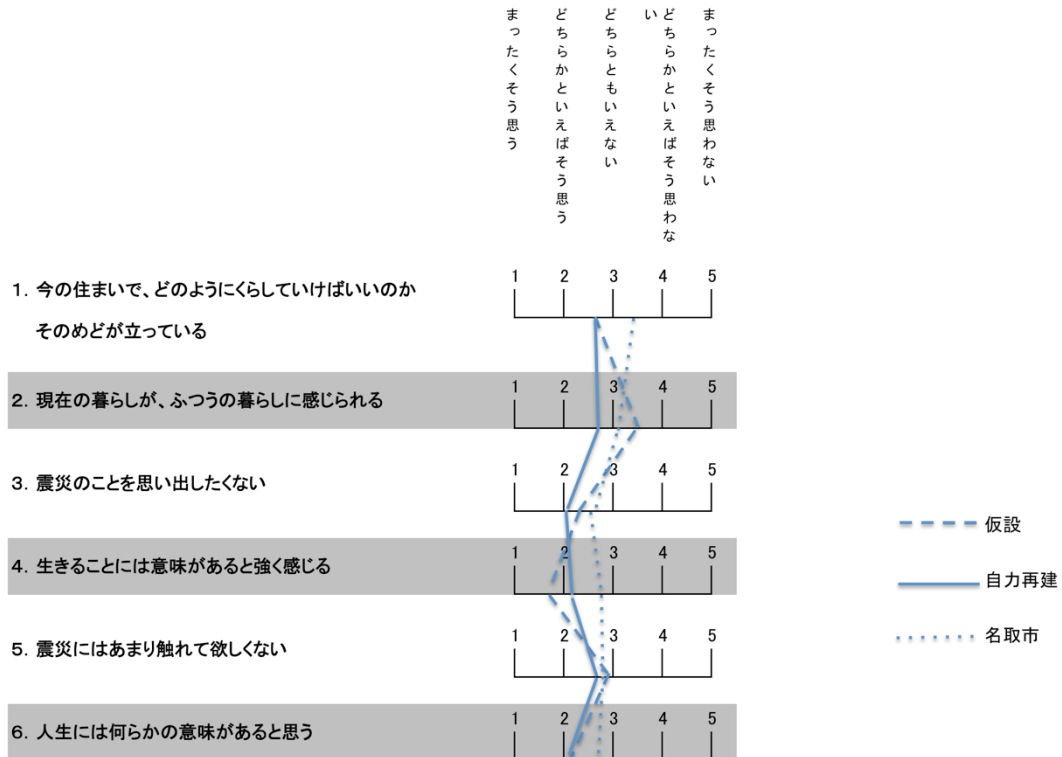 まったくそう思う
どちらかといえばそう思う
どちらともいえない
どちらかといえばそう思わな
い
まったくそう思わない
1 2 3 4 5
1. 今の住まいで、どのようにくらしていけばいいのか
そのめどが立っている
1 2 3 4 5
2. 現在の暮らしが、ふつうの暮らしに感じられる
1 2 3 4 5
3. 震災のことを思い出したくない
1 2 3 4 5
4. 生きることには意味があると強く感じる
1 2 3 4 5
5. 震災にはあまり触れて欲しくない
1 2 3 4 5
6. 人生には何らかの意味があると思う
仮設
自力再建
名取市